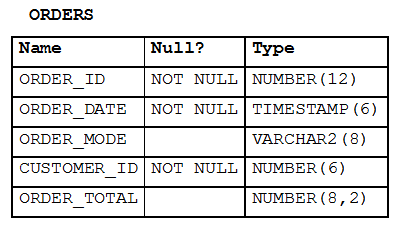 ORDERS
Name Null? Type
ORDER_ID NOT NULL NUMBER(12)
ORDER_DATE NOT NULL TIMESTAMP(6)
ORDER_MODE VARCHAR2(8)
CUSTOMER_ID NOT NULL NUMBER(6)
ORDER_TOTAL NUMBER(8,2)